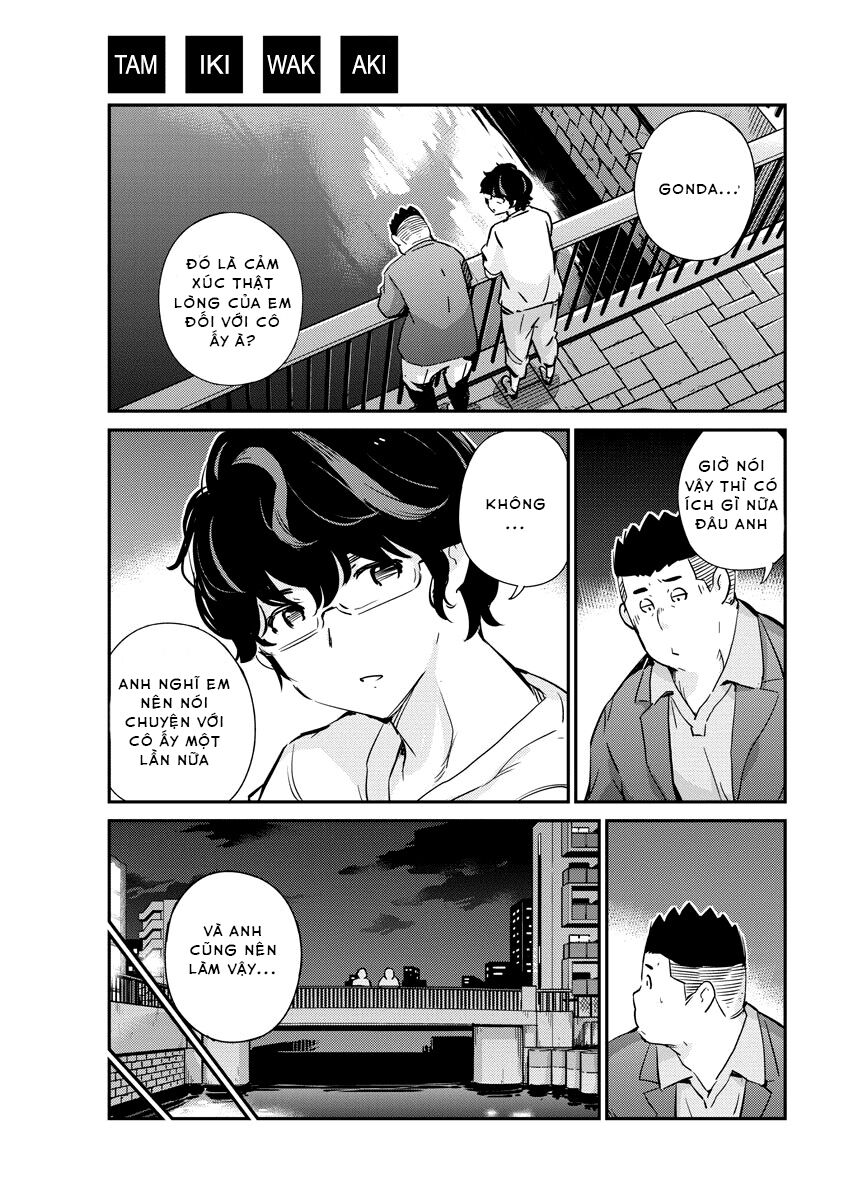 TAM IKI WAK AKI
GONDA...
ĐÓ LÀ CẢM
XÚC THẬT
LÒNG CỦA EM
ĐỐI VỚI CÔ
ẤY À?
GIỜ NÓI
VẬY THÌ CÓ
ÍCH GÌ NỮA
ĐÂU ANH
KHÔNG
...
ANH NGHĨ EM
NÊN NÓI
CHUYỆN VỚI
CÔ ẤY MỘT
LẦN NỮA
VÀ ANH
CŨNG NÊN
LÀM VẬY...